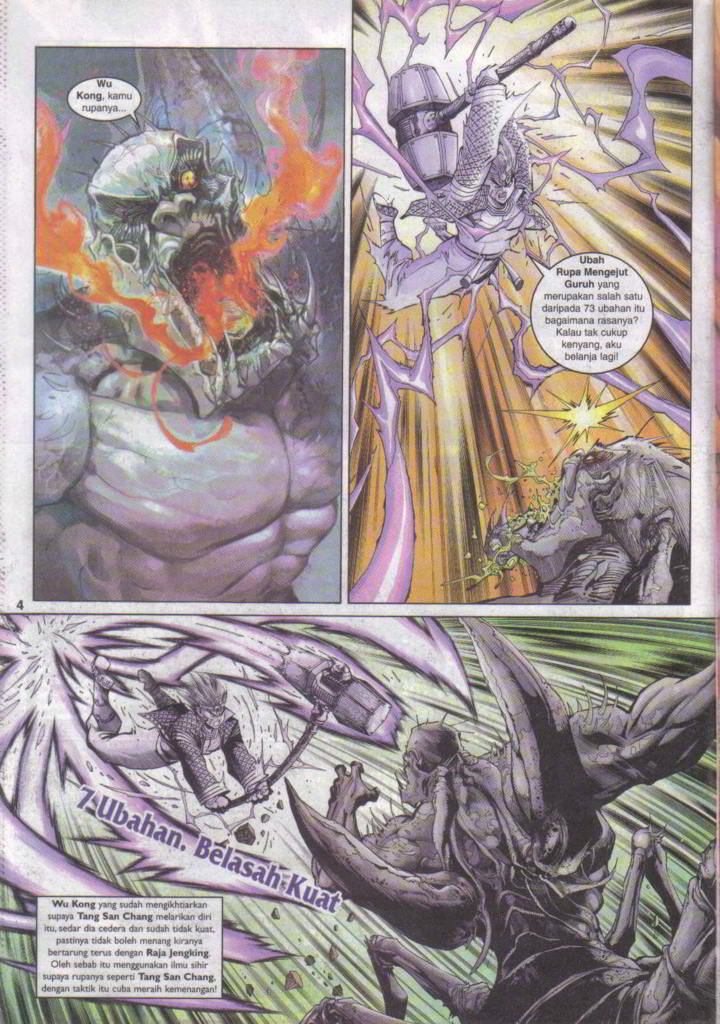 Wu
Kong, kamu
rupanya...
Ubah
Rupa Mengejut
Guruh yang
merupakan salah satu
daripada 73 ubahan itu
bagaimana rasanya?
Kalau tak cukup
kenyang, aku
belanja lagi!
4
7 Ubahan. Belasah Kuat
Wu Kong yang sudah mengikhtiarkan
supaya Tang San Chang melarikan diri
itu, sedar dia cedera dan sudah tidak kuat,
pastinya tidak boleh menang kiranya
bertarung terus dengan Raja Jengking.
Oleh sebab itu menggunakan ilmu sihir
supaya rupanya seperti Tang San Chang,
dengan taktik itu cuba meraih kemenangan!